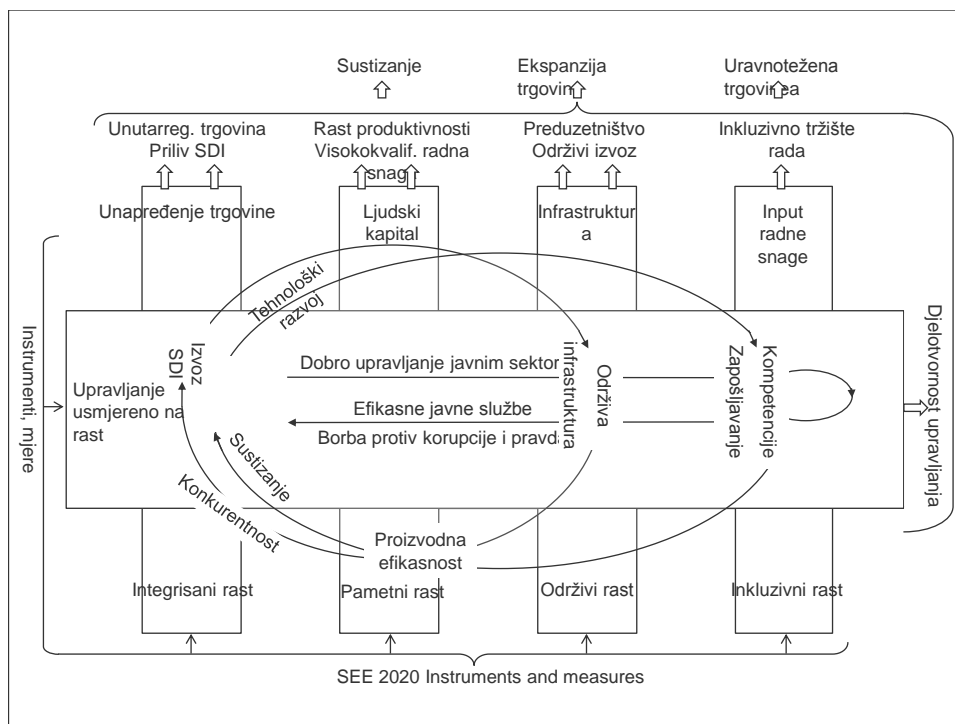 Sustizanje
Ekspanzija
trgovine
Uravnotežena
trgovinea
Unutarreg. trgovina
Priliv SDI
Rast produktivnosti
Visokokvalif. radna
snaga
Preduzetništvo
Održivi izvoz
Inkluzivno tržište
rada
Unapređenje trgovine
Ljudski
kapital
Infrastruktur
a
Input
radne
snage
Instrumenti, mjere
Tehnološki
razvoj
Izvoz
SDI
Upravljanje
usmjereno na
rast
Dobro upravljanje javnim sektor
Efikasne javne službe
Borba protiv korupcije i pravda
Održiva
infrastruktura
Kompetencije
Zapošljavanje
Djelotvornost upravljanja
Sustizanje
Konkurentnost
Proizvodna
efikasnost
Integrisani rast
Pametni rast
Održivi rast
Inkluzivni rast
SEE 2020 Instruments and measures